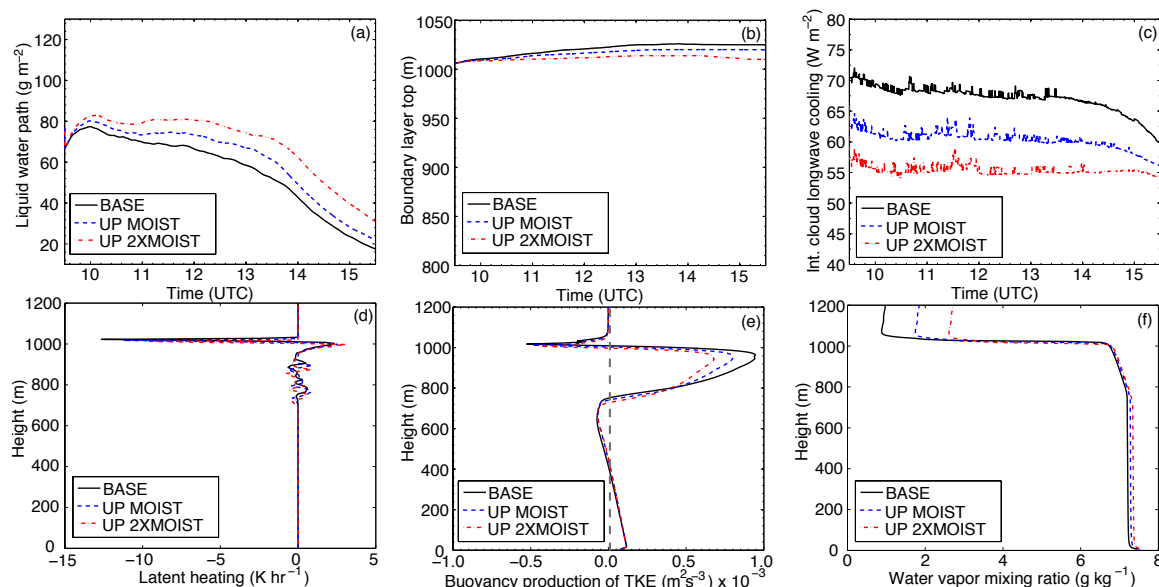 (a)
Liquid water path (g m⁻²)
120
100
80
60
40
20
10 11 12 13 14 15
Time (UTC)
BASE
UP MOIST
UP 2XMOIST
(b)
Boundary layer top (m)
1050
1000
950
900
850
800
10 11 12 13 14 15
Time (UTC)
BASE
UP MOIST
UP 2XMOIST
(c)
Int. cloud longwave cooling (W m⁻²)
80
75
70
65
60
55
50
45
40
10 11 12 13 14 15
Time (UTC)
BASE
UP MOIST
UP 2XMOIST
(d)
Height (m)
1200
1000
800
600
400
200
0
−15 −10 −5 0 5
Latent heating (K hr⁻¹)
BASE
UP MOIST
UP 2XMOIST
(e)
Height (m)
1200
1000
800
600
400
200
0
−1.0 −0.5 0.0 0.5 1.0
Buoyancy production of TKE (m²s⁻³) x 10⁻³
BASE
UP MOIST
UP 2XMOIST
(f)
Height (m)
1200
1000
800
600
400
200
0
0 2 4 6 8
Water vapor mixing ratio (g kg⁻¹)
BASE
UP MOIST
UP 2XMOIST